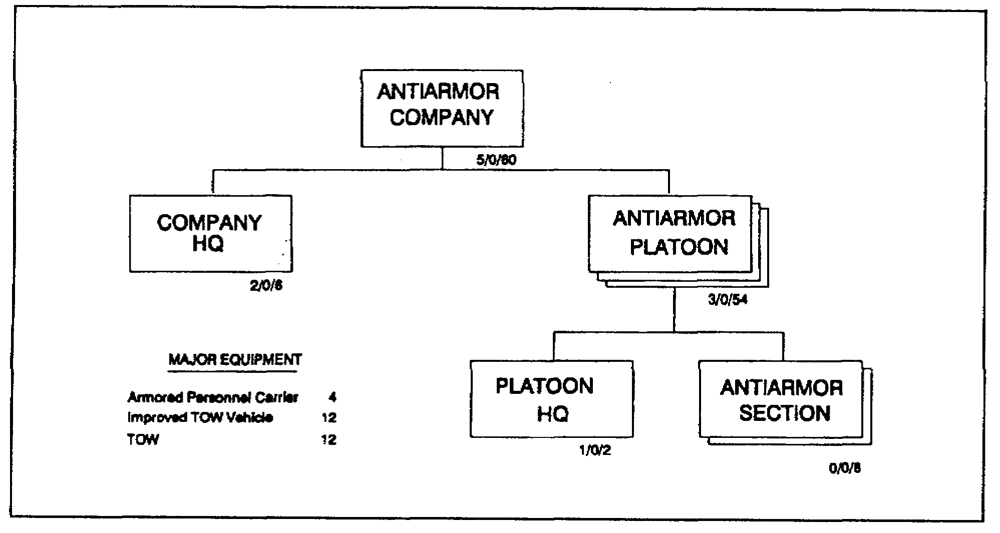 ANTIARMOR
COMPANY
5/0/60
COMPANY
HQ
2/0/6
ANTIARMOR
PLATOON
3/0/54
PLATOON
HQ
1/0/2
ANTIARMOR
SECTION
0/0/8
MAJOR EQUIPMENT
Armored Personnel Carrier 4
Improved TOW Vehicle 12
TOW 12